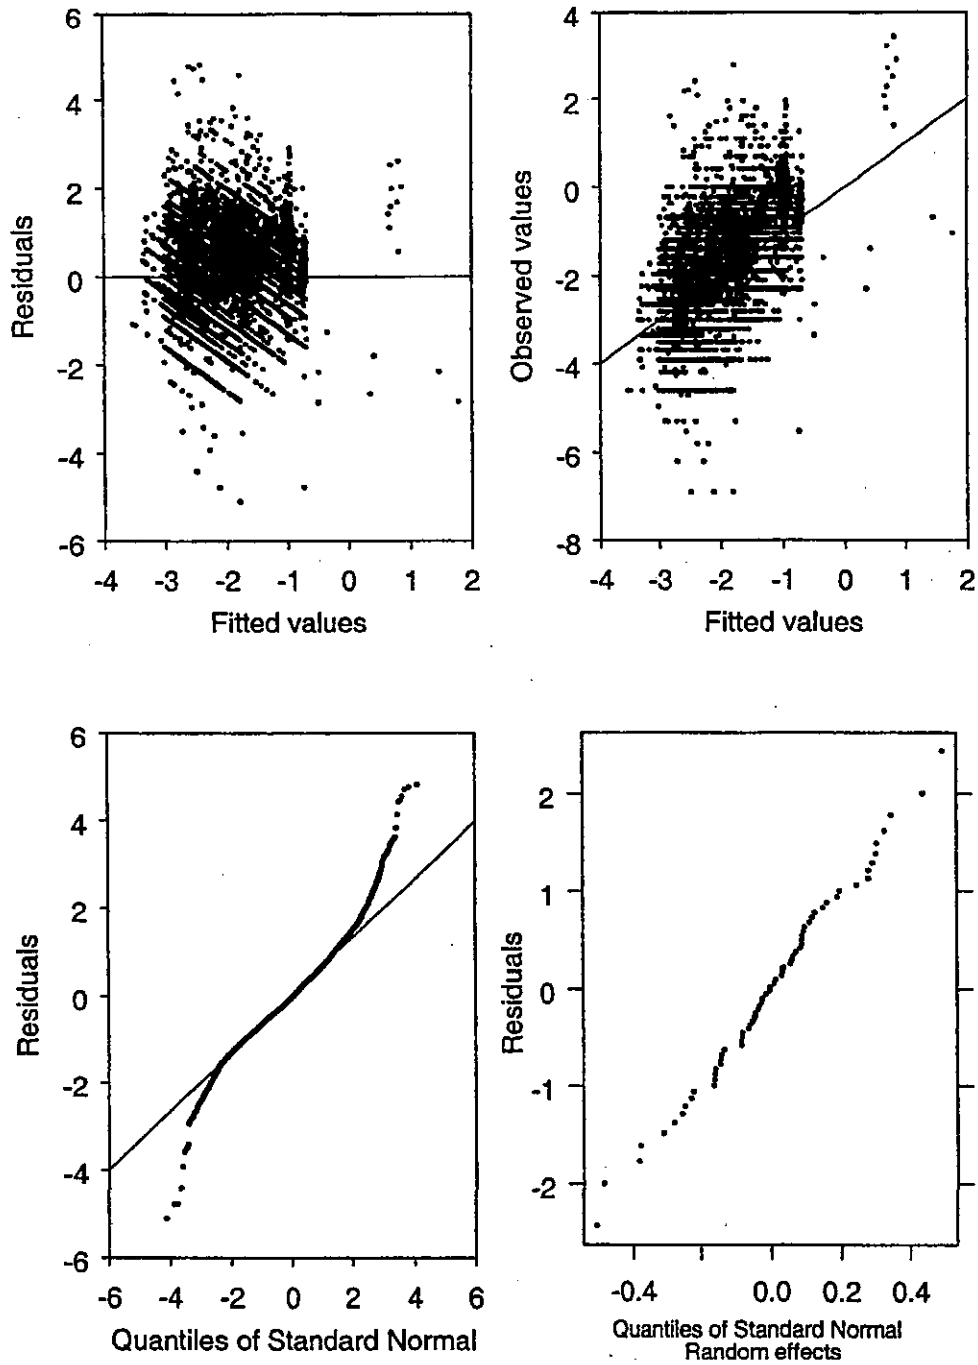 6
4
2
0
-2
-4
-6
Residuals
-4 -3 -2 -1 0 1 2
Fitted values
4
2
0
-2
-4
-6
-8
Observed values
-4 -3 -2 -1 0 1 2
Fitted values
6
4
2
0
-2
-4
-6
Residuals
-6 -4 -2 0 2 4 6
Quantiles of Standard Normal
2
1
0
-1
-2
Residuals
-0.4 0.0 0.2 0.4
Quantiles of Standard Normal
Random effects